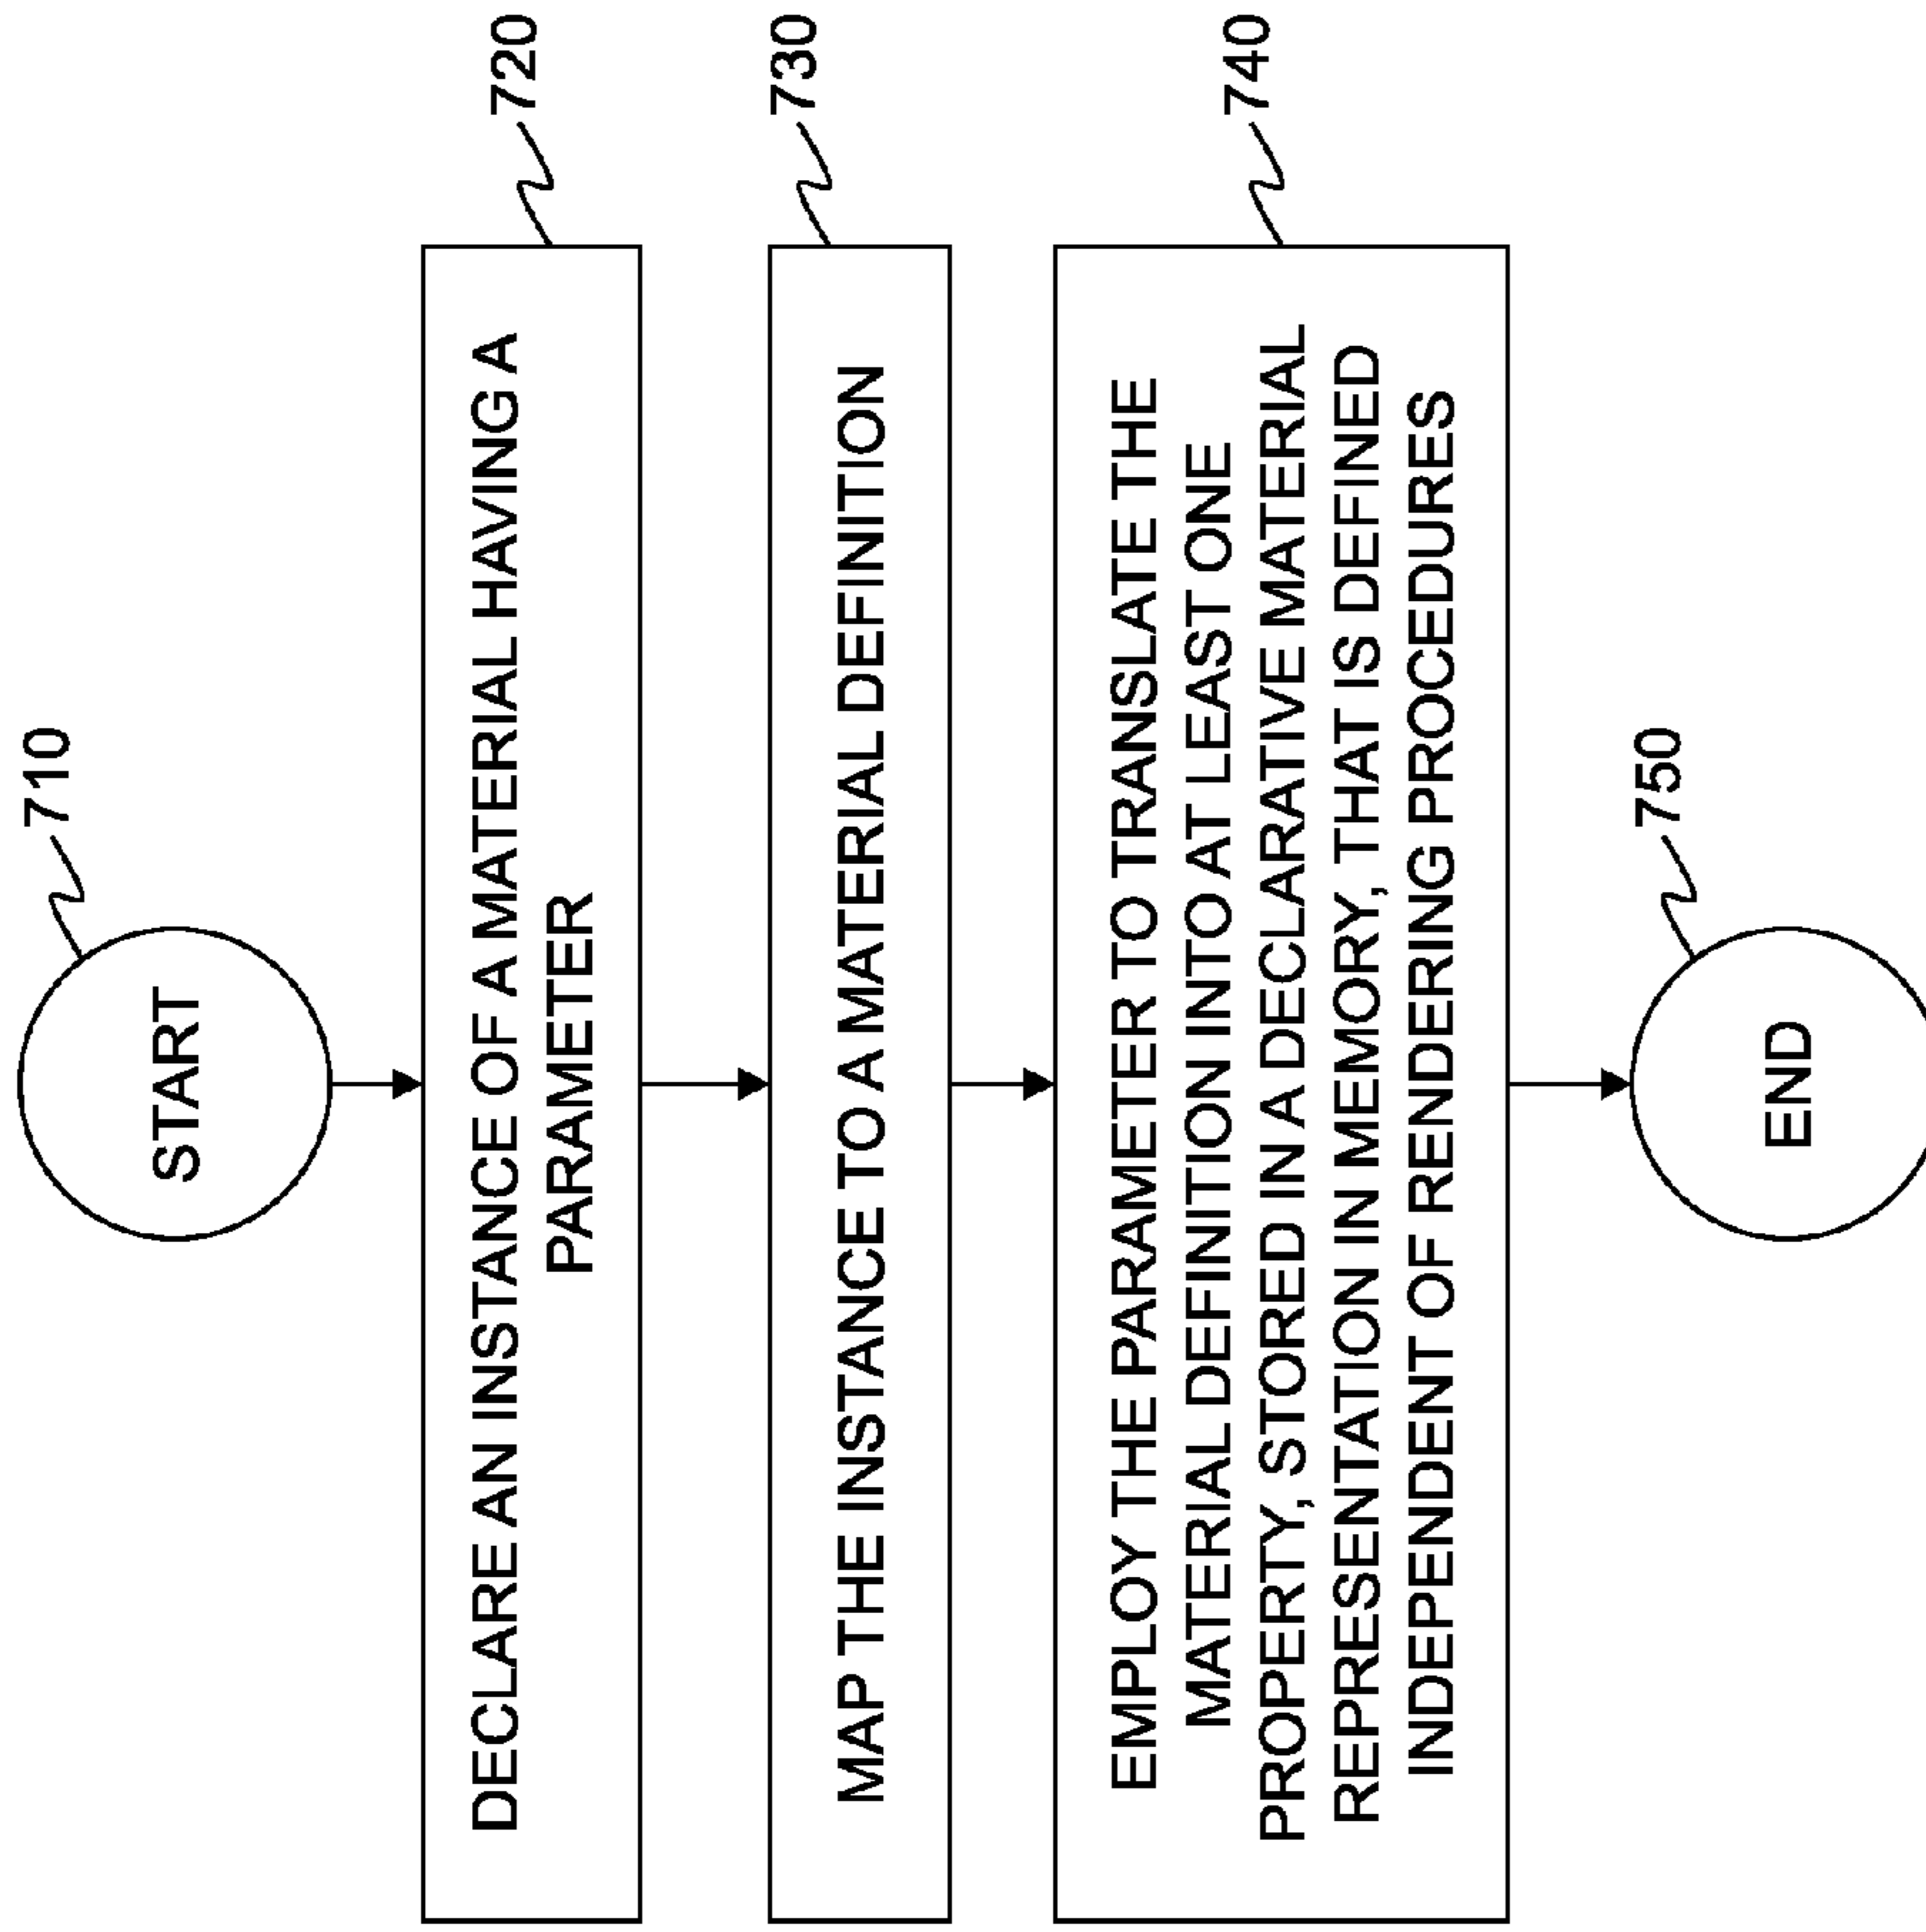 710
START
720
DECLARE AN INSTANCE OF A MATERIAL HAVING A
PARAMETER
730
MAP THE INSTANCE TO A MATERIAL DEFINITION
740
EMPLOY THE PARAMETER TO TRANSLATE THE
MATERIAL DEFINITION INTO AT LEAST ONE
PROPERTY, STORED IN A DECLARATIVE MATERIAL
REPRESENTATION IN MEMORY, THAT IS DEFINED
INDEPENDENT OF RENDERING PROCEDURES
750
END